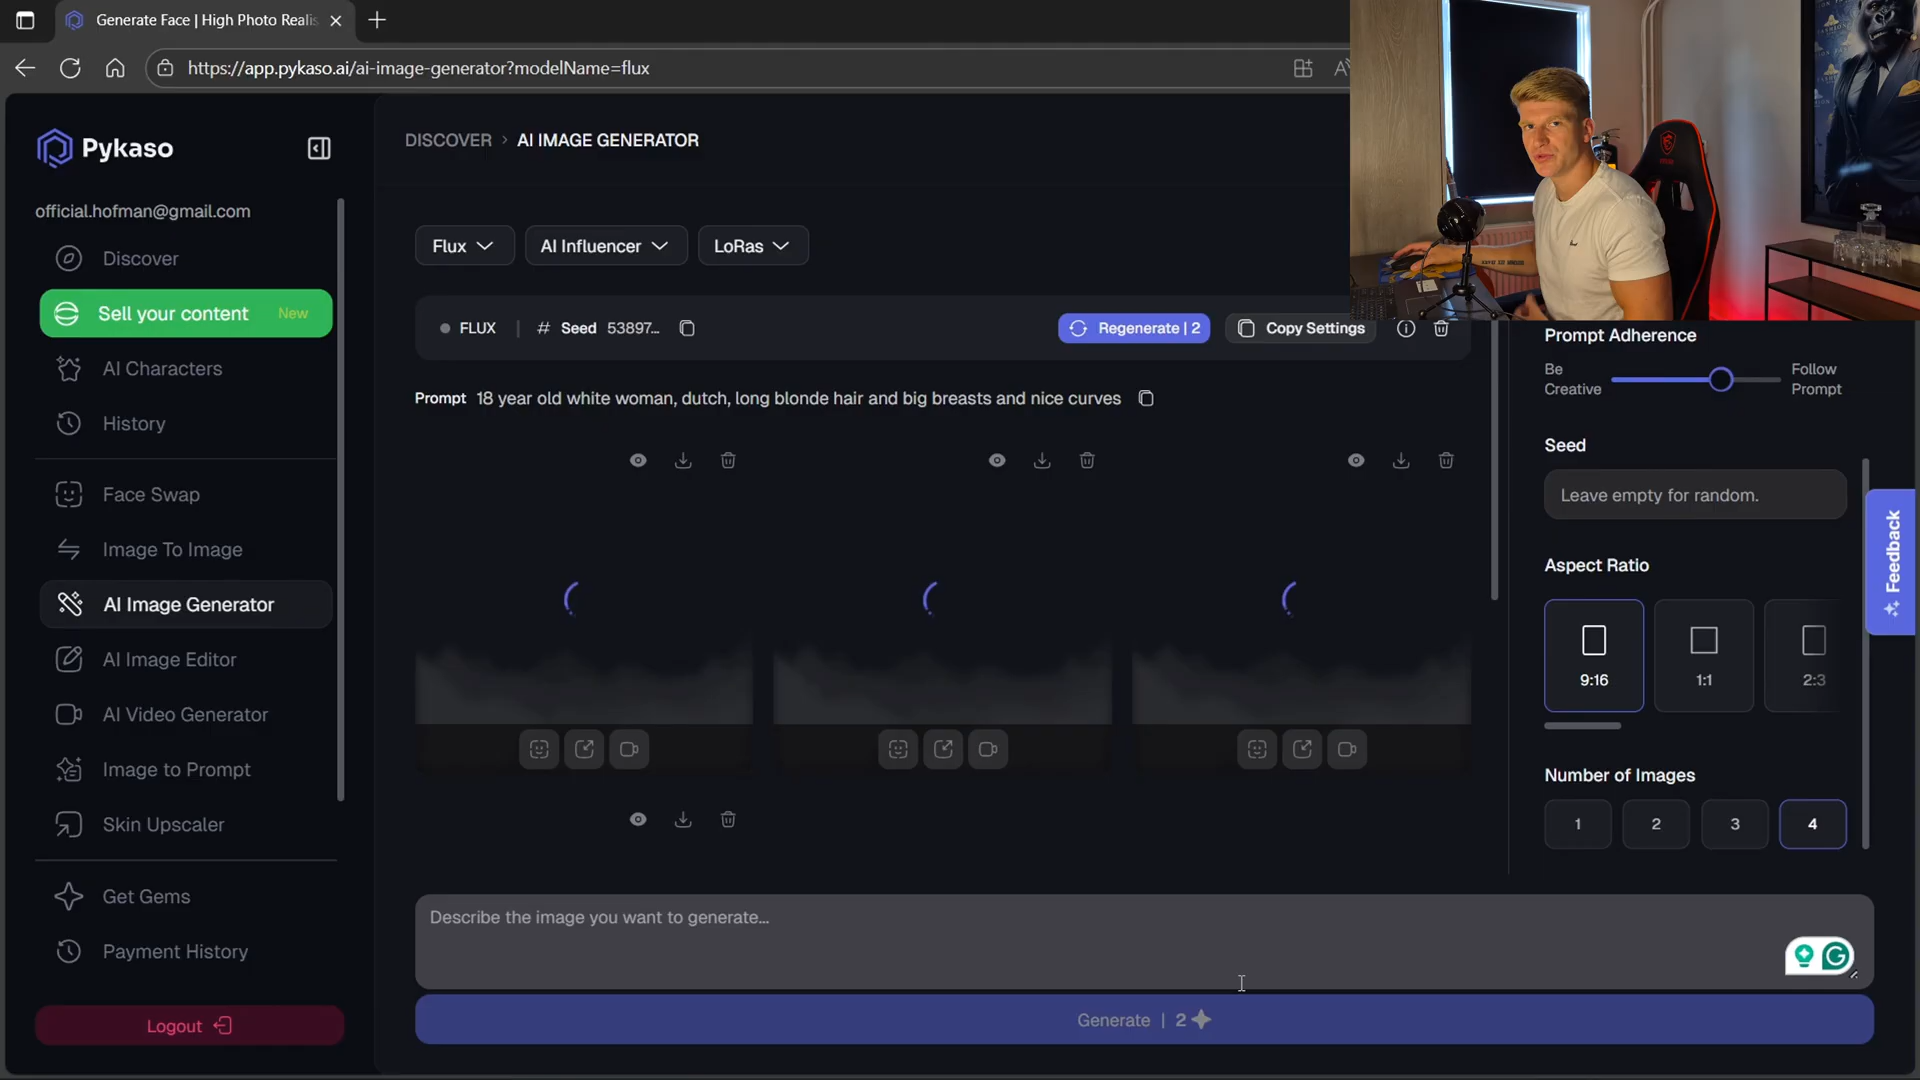 Generate Face | High Photo Realis
https://app.pykaso.ai/ai-image-generator?modelName=flux
Pykaso
official.hofman@gmail.com
Discover
Sell your content New
AI Characters
History
Face Swap
Image To Image
AI Image Generator
AI Image Editor
AI Video Generator
Image to Prompt
Skin Upscaler
Get Gems
Payment History
Logout
DISCOVER › AI IMAGE GENERATOR
Flux
AI Influencer
LoRas
FLUX | # Seed 53897...
Regenerate | 2
Copy Settings
Prompt 18 year old white woman, dutch, long blonde hair and big breasts and nice curves
Describe the image you want to generate...
Generate | 2
Prompt Adherence
Be Creative
Follow Prompt
Seed
Leave empty for random.
Aspect Ratio
9:16
1:1
2:3
Number of Images
1
2
3
4
Feedback